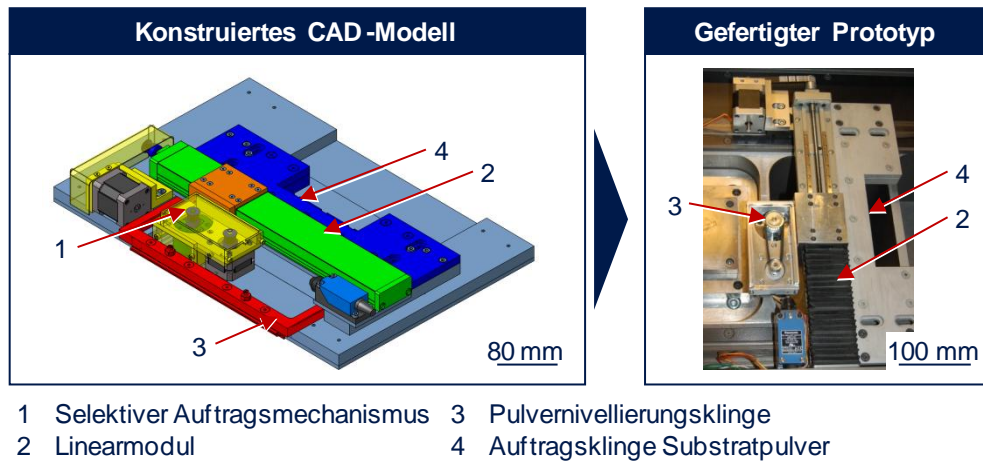 Konstruiertes CAD-Modell
Gefertigter Prototyp
4
2
1
3
80 mm
3
4
2
100 mm
1 Selektiver Auftragsmechanismus
2 Linearmodul
3 Pulvernivellierungsklinge
4 Auftragsklinge Substratpulver